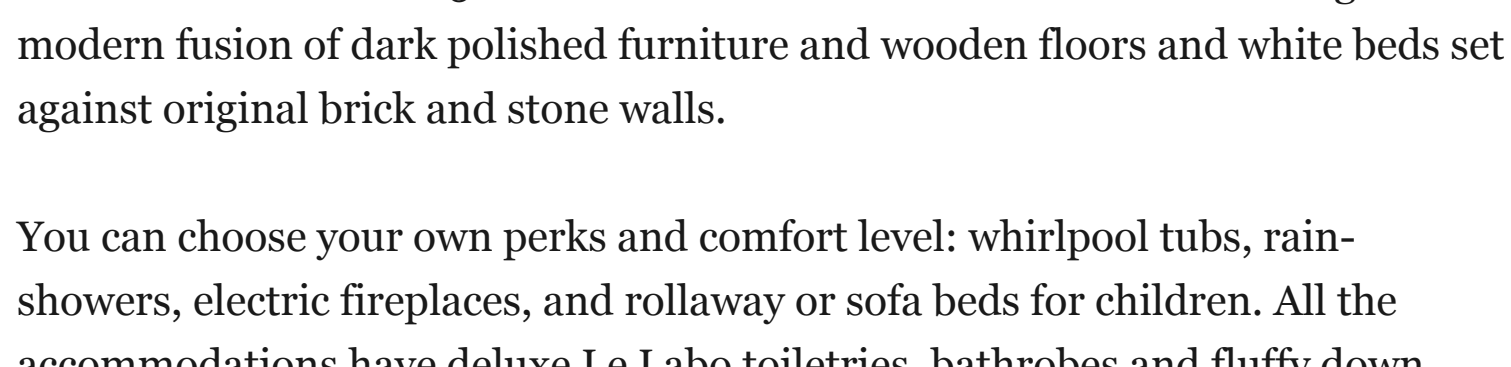 modern fusion of dark polished furniture and wooden floors and white beds set
against original brick and stone walls.
You can choose your own perks and comfort level: whirlpool tubs, rain-
showers, electric fireplaces, and rollaway or sofa beds for children. All the
accommodations have deluxe Le Labo toiletries, bathrobes and fluffy down